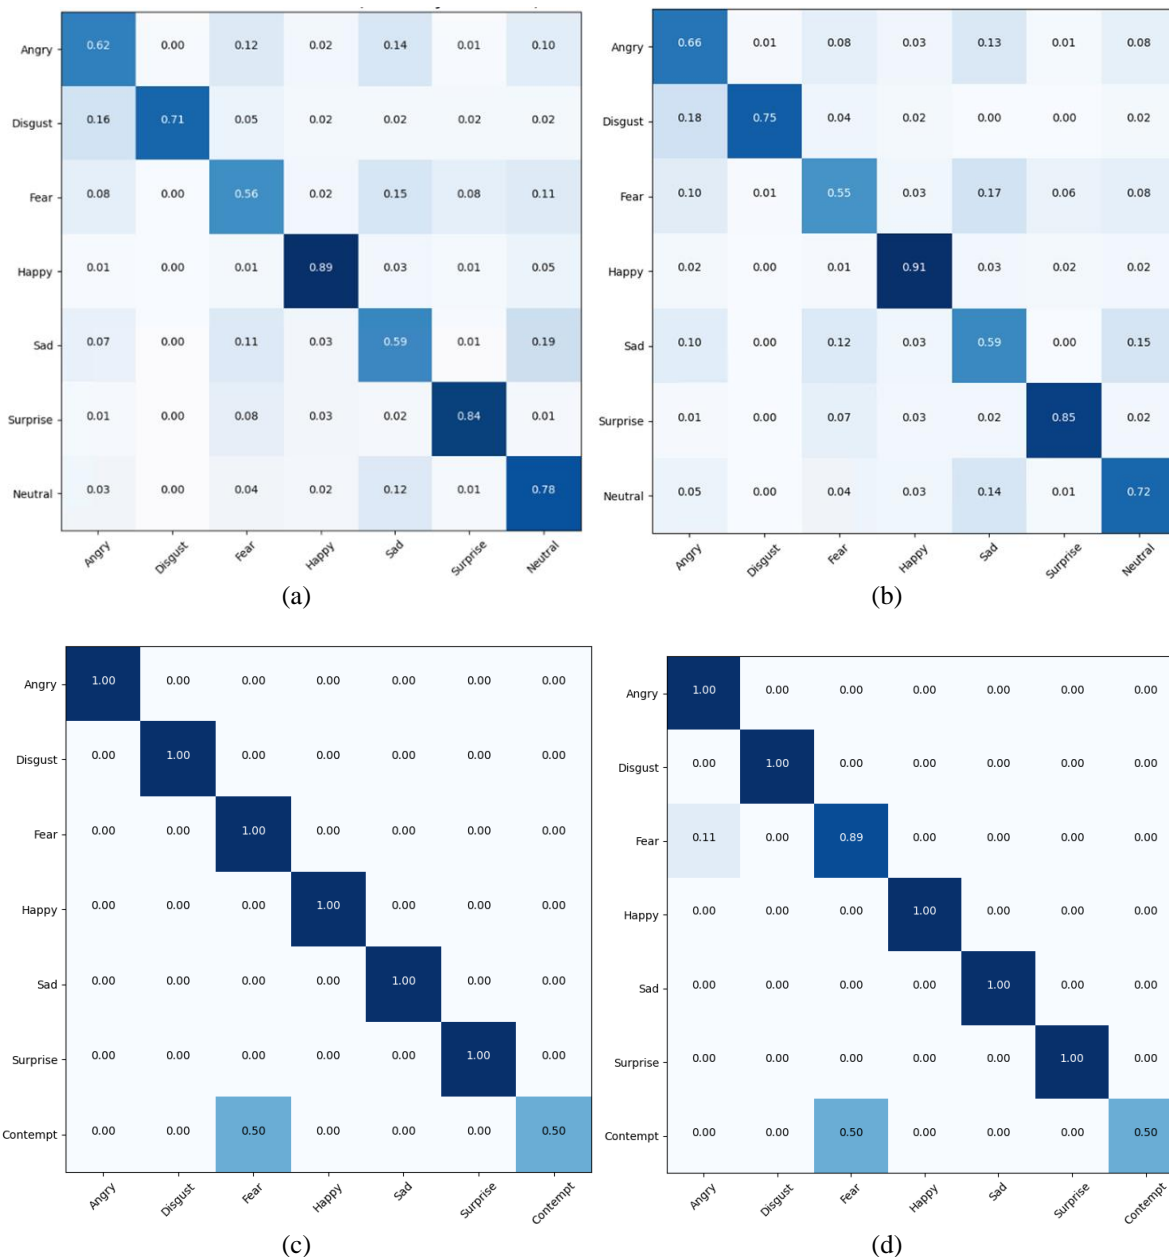 Angry 0.62 0.00 0.12 0.02 0.14 0.01 0.10
Disgust 0.16 0.71 0.05 0.02 0.02 0.02 0.02
Fear 0.08 0.00 0.56 0.02 0.15 0.08 0.11
Happy 0.01 0.00 0.01 0.89 0.03 0.01 0.05
Sad 0.07 0.00 0.11 0.03 0.59 0.01 0.19
Surprise 0.01 0.00 0.08 0.03 0.02 0.84 0.01
Neutral 0.03 0.00 0.04 0.02 0.12 0.01 0.78
Angry Disgust Fear Happy Sad Surprise Neutral
(a)
Angry 0.66 0.01 0.08 0.03 0.13 0.01 0.08
Disgust 0.18 0.75 0.04 0.02 0.00 0.00 0.02
Fear 0.10 0.01 0.55 0.03 0.17 0.06 0.08
Happy 0.02 0.00 0.01 0.91 0.03 0.02 0.02
Sad 0.10 0.00 0.12 0.03 0.59 0.00 0.15
Surprise 0.01 0.00 0.07 0.03 0.02 0.85 0.02
Neutral 0.05 0.00 0.04 0.03 0.14 0.01 0.72
Angry Disgust Fear Happy Sad Surprise Neutral
(b)
Angry 1.00 0.00 0.00 0.00 0.00 0.00 0.00
Disgust 0.00 1.00 0.00 0.00 0.00 0.00 0.00
Fear 0.00 0.00 1.00 0.00 0.00 0.00 0.00
Happy 0.00 0.00 0.00 1.00 0.00 0.00 0.00
Sad 0.00 0.00 0.00 0.00 1.00 0.00 0.00
Surprise 0.00 0.00 0.00 0.00 0.00 1.00 0.00
Contempt 0.00 0.00 0.50 0.00 0.00 0.00 0.50
Angry Disgust Fear Happy Sad Surprise Contempt
(c)
Angry 1.00 0.00 0.00 0.00 0.00 0.00 0.00
Disgust 0.00 1.00 0.00 0.00 0.00 0.00 0.00
Fear 0.11 0.00 0.89 0.00 0.00 0.00 0.00
Happy 0.00 0.00 0.00 1.00 0.00 0.00 0.00
Sad 0.00 0.00 0.00 0.00 1.00 0.00 0.00
Surprise 0.00 0.00 0.00 0.00 0.00 1.00 0.00
Contempt 0.00 0.00 0.50 0.00 0.00 0.00 0.50
Angry Disgust Fear Happy Sad Surprise Contempt
(d)